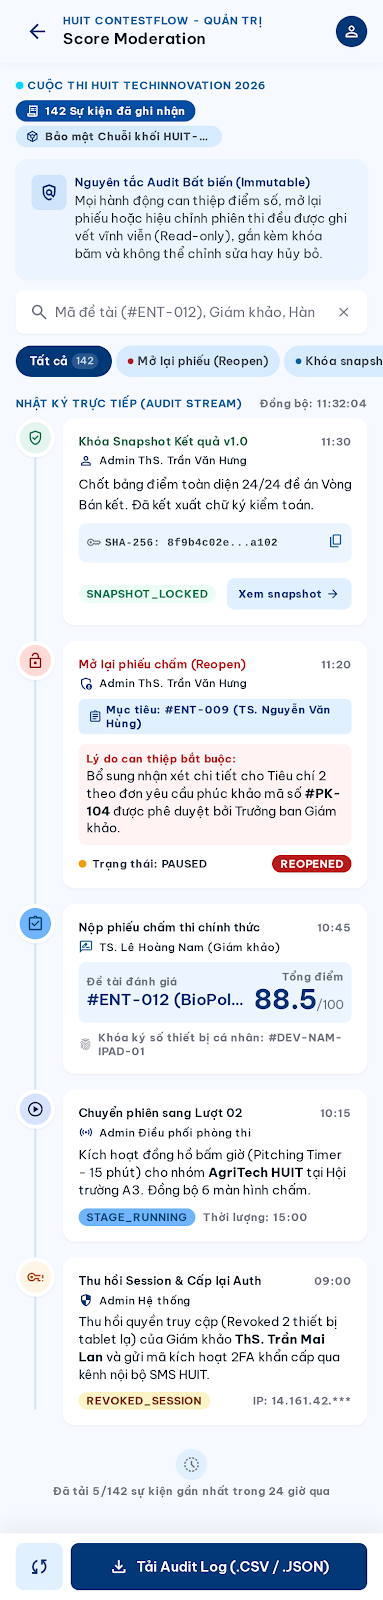 HUIT CONTESTFLOW - QUẢN TRỊ
Score Moderation
CUỘC THI HUIT TECHINNOVATION 2026
142 Sự kiện đã ghi nhận
Bảo mật Chuỗi khối HUIT-...
Nguyên tắc Audit Bất biến (Immutable)
Mọi hành động can thiệp điểm số, mở lại
phiếu hoặc hiệu chỉnh phiên thi đều được ghi
vết vĩnh viễn (Read-only), gắn kèm khóa
băm và không thể chỉnh sửa hay hủy bỏ.
Mã đề tài (#ENT-012), Giám khảo, Hàn
Tất cả 142
Mở lại phiếu (Reopen)
Khóa snapsh
NHẬT KÝ TRỰC TIẾP (AUDIT STREAM)
Đồng bộ: 11:32:04
Khóa Snapshot Kết quả v1.0
11:30
Admin ThS. Trần Văn Hưng
Chốt bảng điểm toàn diện 24/24 đề án Vòng
Bán kết. Đã kết xuất chữ ký kiểm toán.
SHA-256: 8f9b4c02e...a102
SNAPSHOT_LOCKED
Xem snapshot →
Mở lại phiếu chấm (Reopen)
11:20
Admin ThS. Trần Văn Hưng
Mục tiêu: #ENT-009 (TS. Nguyễn Văn
Hùng)
Lý do can thiệp bắt buộc:
Bổ sung nhận xét chi tiết cho Tiêu chí 2
theo đơn yêu cầu phúc khảo mã số #PK-
104 được phê duyệt bởi Trưởng ban Giám
khảo.
Trạng thái: PAUSED
REOPENED
Nộp phiếu chấm thi chính thức
10:45
TS. Lê Hoàng Nam (Giám khảo)
Đề tài đánh giá
Tổng điểm
#ENT-012 (BioPol...
88.5/100
Khóa ký số thiết bị cá nhân: #DEV-NAM-
IPAD-01
Chuyển phiên sang Lượt 02
10:15
Admin Điều phối phòng thi
Kích hoạt đồng hồ bấm giờ (Pitching Timer
- 15 phút) cho nhóm AgriTech HUIT tại Hội
trường A3. Đồng bộ 6 màn hình chấm.
STAGE_RUNNING
Thời lượng: 15:00
Thu hồi Session & Cấp lại Auth
09:00
Admin Hệ thống
Thu hồi quyền truy cập (Revoked 2 thiết bị
tablet lạ) của Giám khảo ThS. Trần Mai
Lan và gửi mã kích hoạt 2FA khẩn cấp qua
kênh nội bộ SMS HUIT.
REVOKED_SESSION
IP: 14.161.42.***
Đã tải 5/142 sự kiện gần nhất trong 24 giờ qua
Tải Audit Log (.CSV / .JSON)